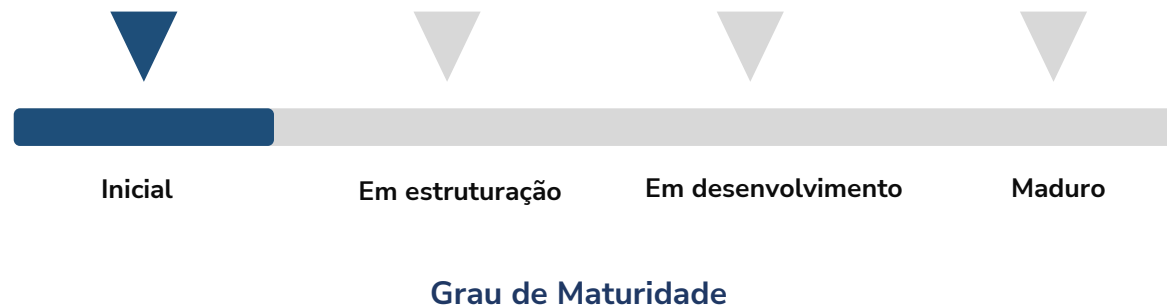 Inicial
Em estruturação
Em desenvolvimento
Maduro
Grau de Maturidade